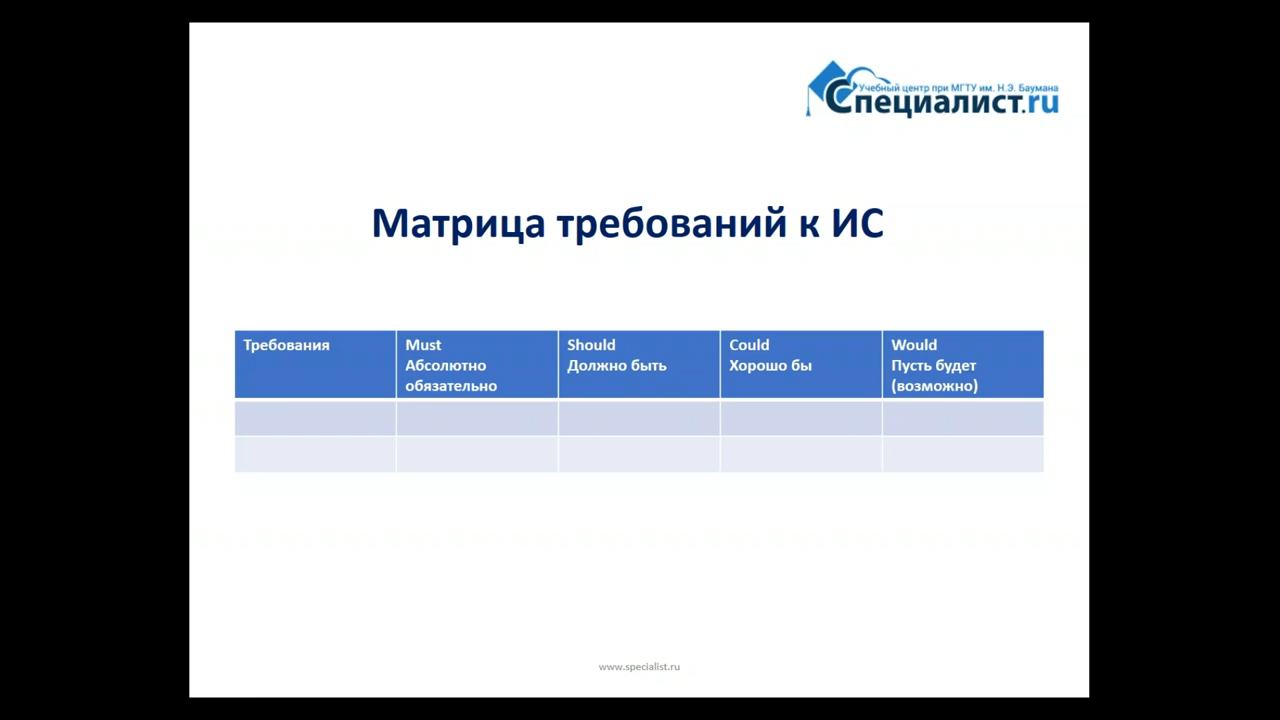 Учебный центр при МГТУ им. Н.Э. Баумана
Специалист.ru
Матрица требований к ИС
Требования
Must
Абсолютно
обязательно
Should
Должно быть
Could
Хорошо бы
Would
Пусть будет
(возможно)
www.specialist.ru